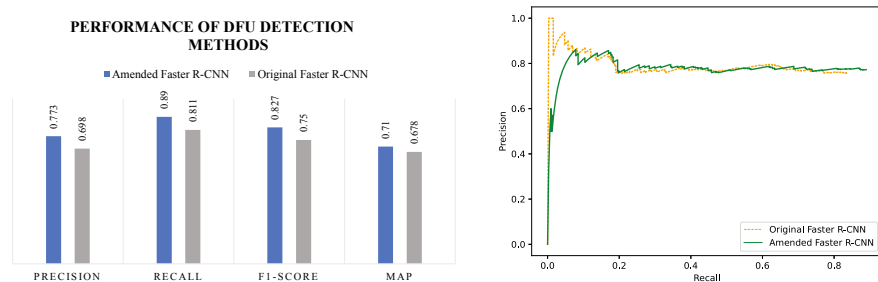 PERFORMANCE OF DFU DETECTION
METHODS
Amended Faster R-CNN Original Faster R-CNN
0.773
0.698
0.89
0.811
0.827
0.75
0.71
0.678
PRECISION RECALL F1-SCORE MAP
1.0
0.8
0.6
0.4
0.2
0.0
Precision
Original Faster R-CNN
Amended Faster R-CNN
0.0 0.2 0.4 0.6 0.8
Recall